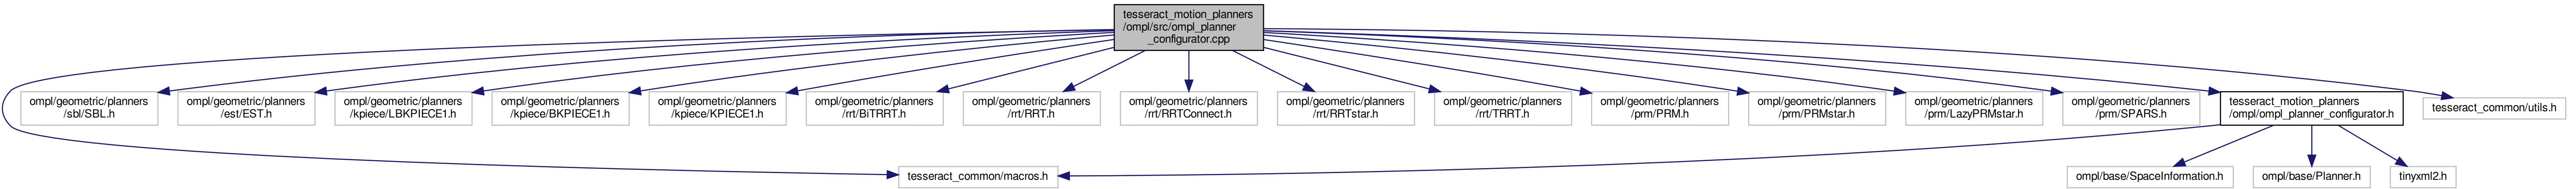 tesseract_motion_planners
/ompl/src/ompl_planner
_configurator.cpp
ompl/geometric/planners
/sbl/SBL.h
ompl/geometric/planners
/est/EST.h
ompl/geometric/planners
/kpiece/LBKPIECE1.h
ompl/geometric/planners
/kpiece/BKPIECE1.h
ompl/geometric/planners
/kpiece/KPIECE1.h
ompl/geometric/planners
/rrt/BiTRRT.h
ompl/geometric/planners
/rrt/RRT.h
ompl/geometric/planners
/rrt/RRTConnect.h
ompl/geometric/planners
/rrt/RRTstar.h
ompl/geometric/planners
/rrt/TRRT.h
ompl/geometric/planners
/prm/PRM.h
ompl/geometric/planners
/prm/PRMstar.h
ompl/geometric/planners
/prm/LazyPRMstar.h
ompl/geometric/planners
/prm/SPARS.h
tesseract_motion_planners
/ompl/ompl_planner_configurator.h
tesseract_common/utils.h
tesseract_common/macros.h
ompl/base/SpaceInformation.h
ompl/base/Planner.h
tinyxml2.h